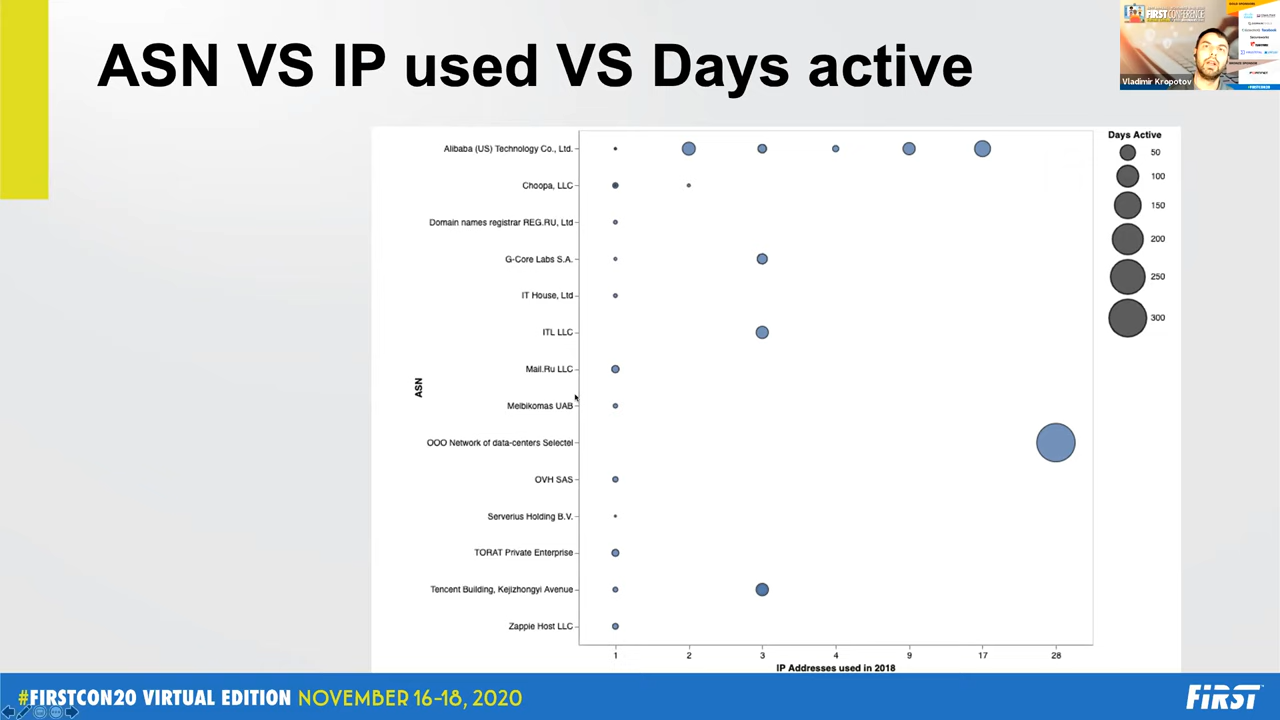 ASN VS IP used VS Days active
FIRSTCONFERENCE
Vladimir Kropotov
Days Active
50
100
150
200
250
300
Alibaba (US) Technology Co., Ltd.
Choopa, LLC
Domain names registrar REG.RU, Ltd
G-Core Labs S.A.
IT House, Ltd
ITL LLC
Mail.Ru LLC
Melbikomas UAB
OOO Network of data-centers Selectel
OVH SAS
Serverius Holding B.V.
TORAT Private Enterprise
Tencent Building, Kejizhongyi Avenue
Zappie Host LLC
ASN
1 2 3 4 9 17 28
IP Addresses used in 2018
#FIRSTCON20 VIRTUAL EDITION NOVEMBER 16-18, 2020
FIRST